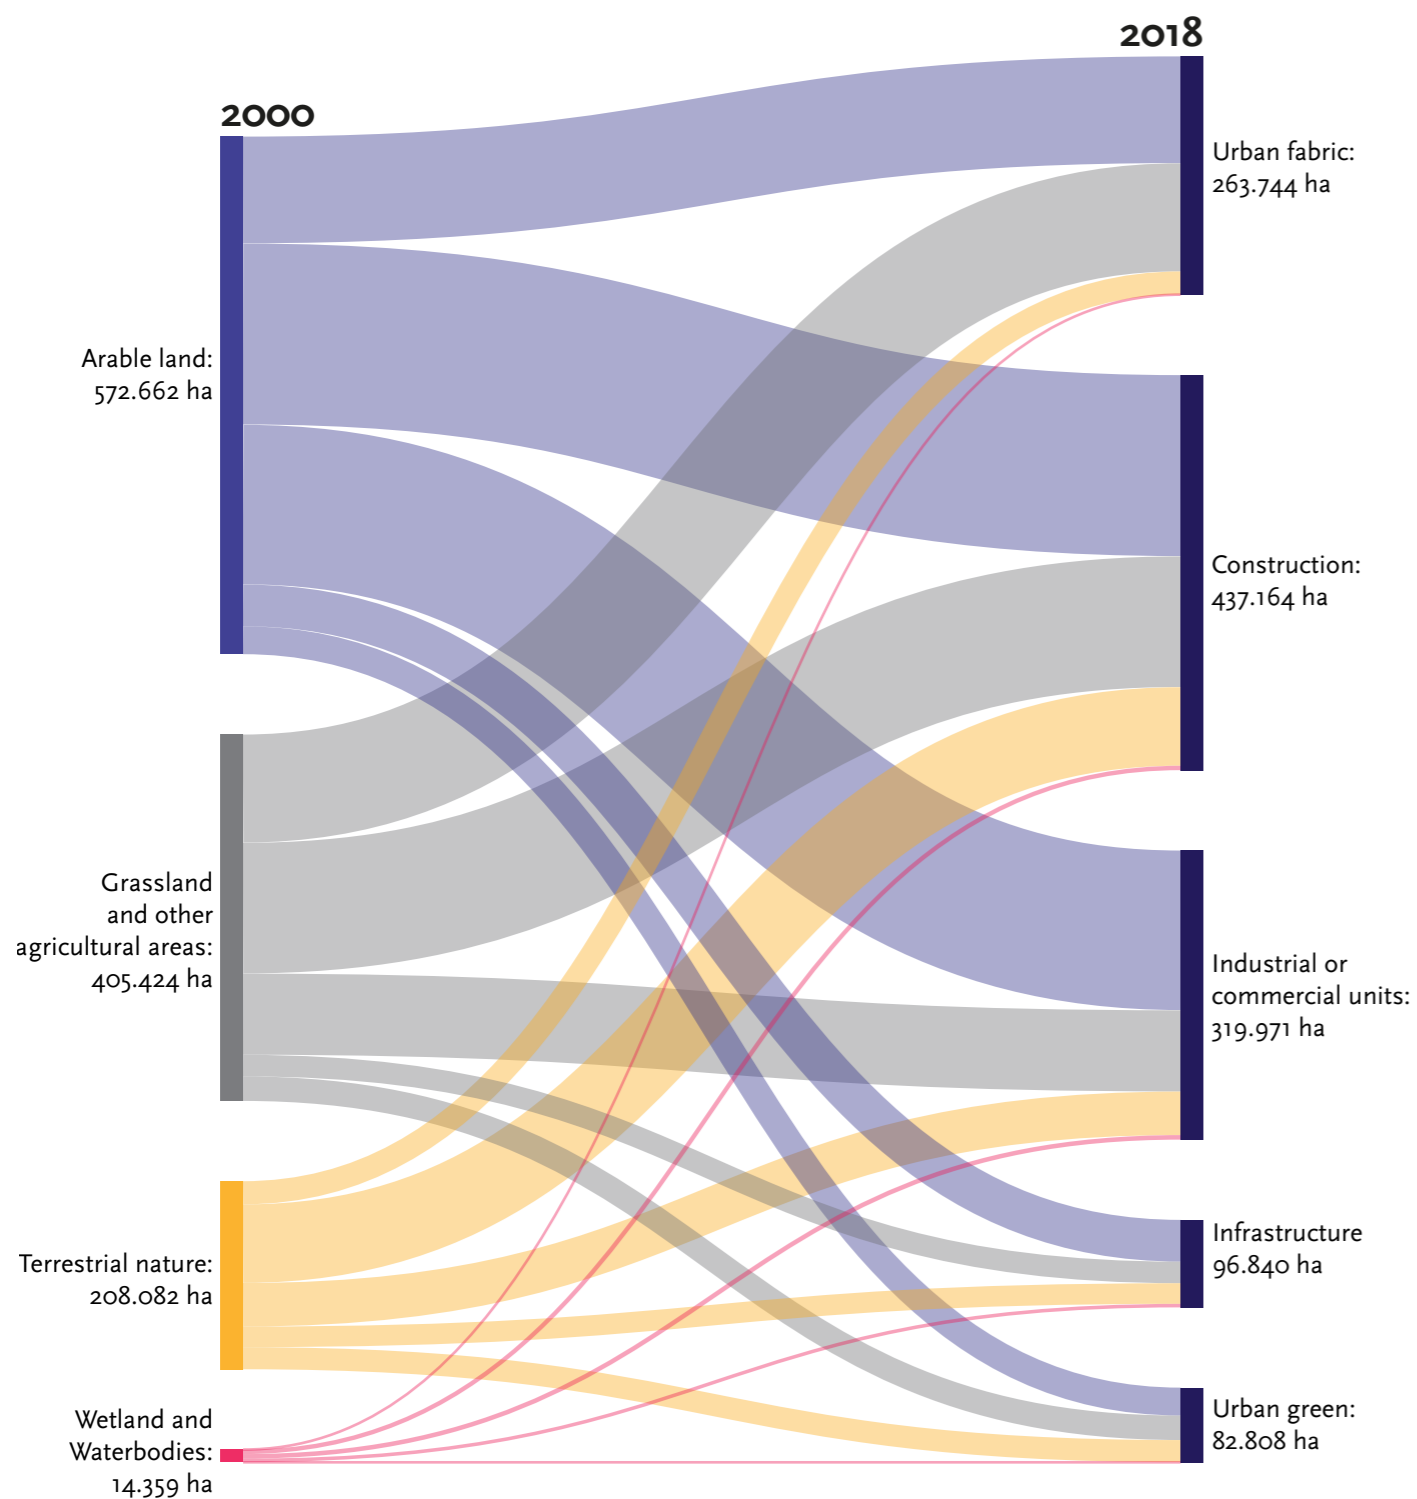 2018
2000
Urban fabric:
263.744 ha
Arable land:
572.662 ha
Construction:
437.164 ha
Grassland
and other
agricultural areas:
405.424 ha
Industrial or
commercial units:
319.971 ha
Terrestrial nature:
208.082 ha
Infrastructure
96.840 ha
Wetland and
Waterbodies:
14.359 ha
Urban green:
82.808 ha